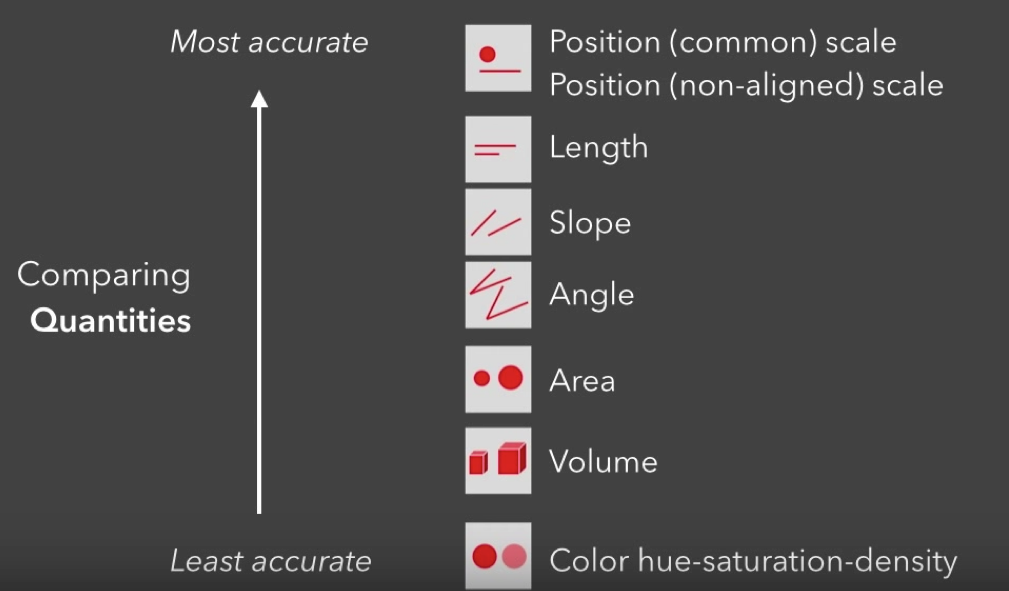 Most accurate
Position (common) scale
Position (non-aligned) scale
Length
Slope
Comparing
Quantities
Angle
Area
Volume
Least accurate
Color hue-saturation-density